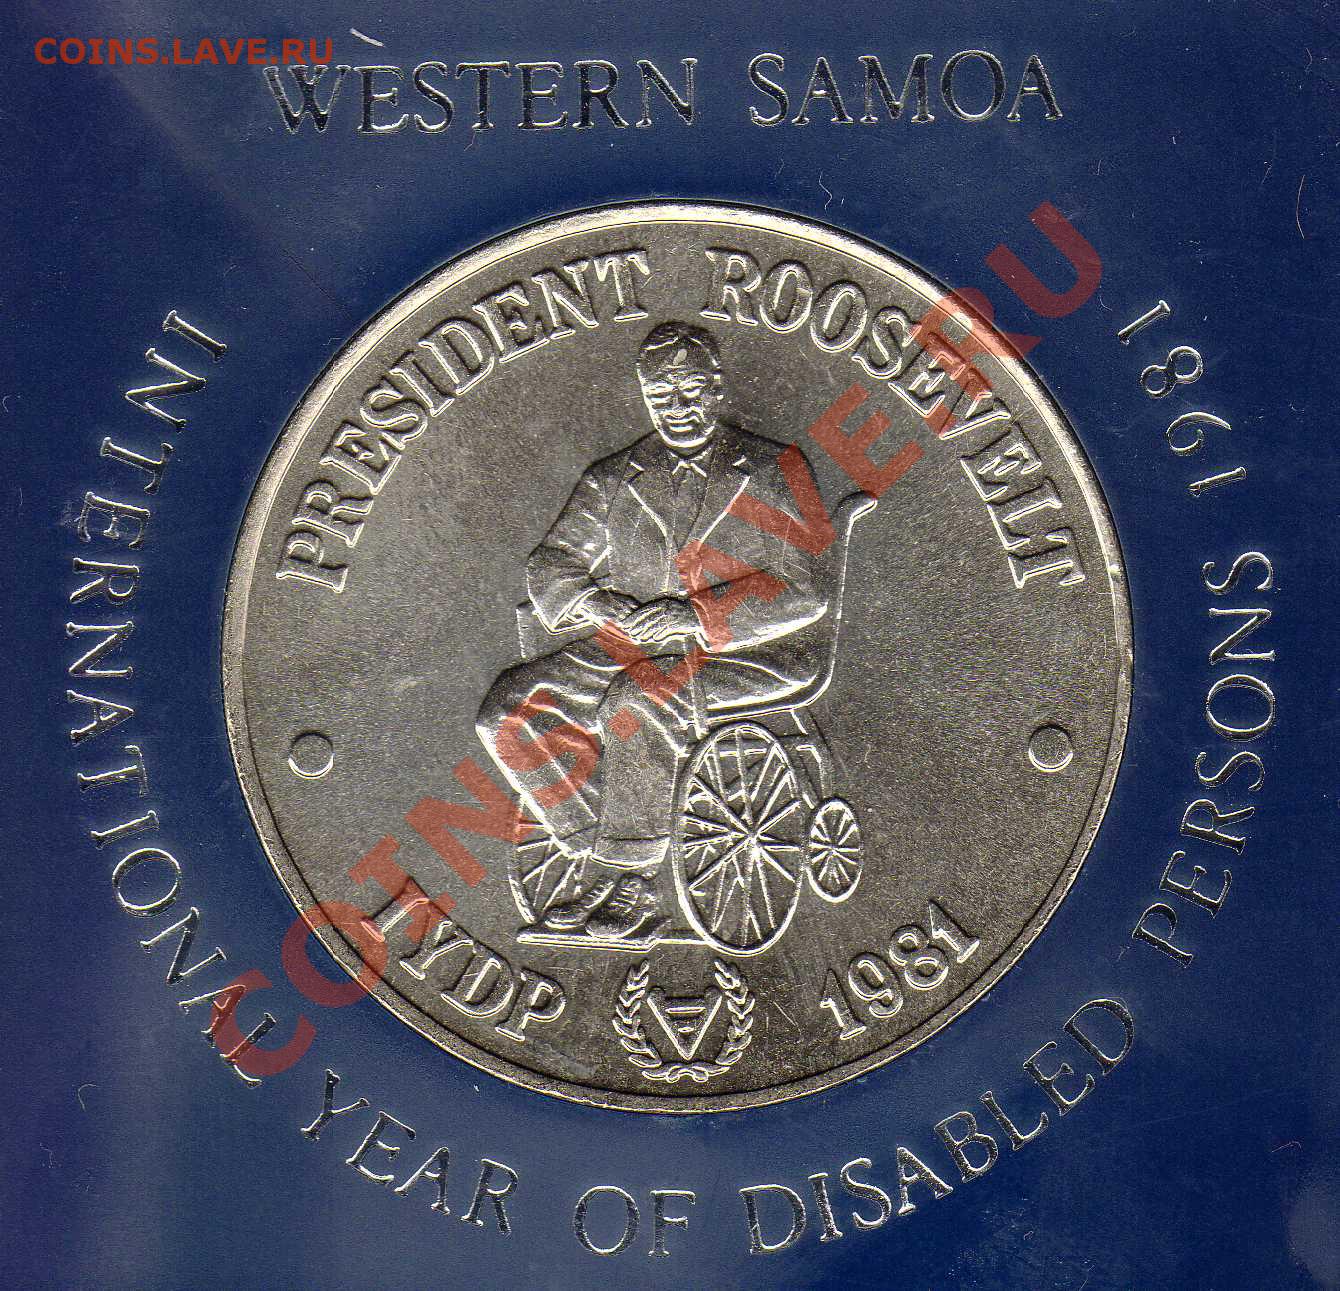 COINS.LAVE.RU
WESTERN SAMOA
INTERNATIONAL YEAR OF DISABLED PERSONS 1981
PRESIDENT ROOSEVELT
IYDP 1981
COINS.LAVE.RU